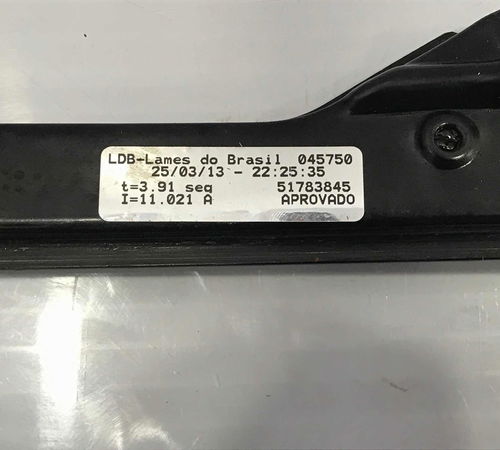 LDB-Lames do Brasil 045750
25/03/13 - 22:25:35
t=3.91 seg 51783845
I=11.021 A APROVADO